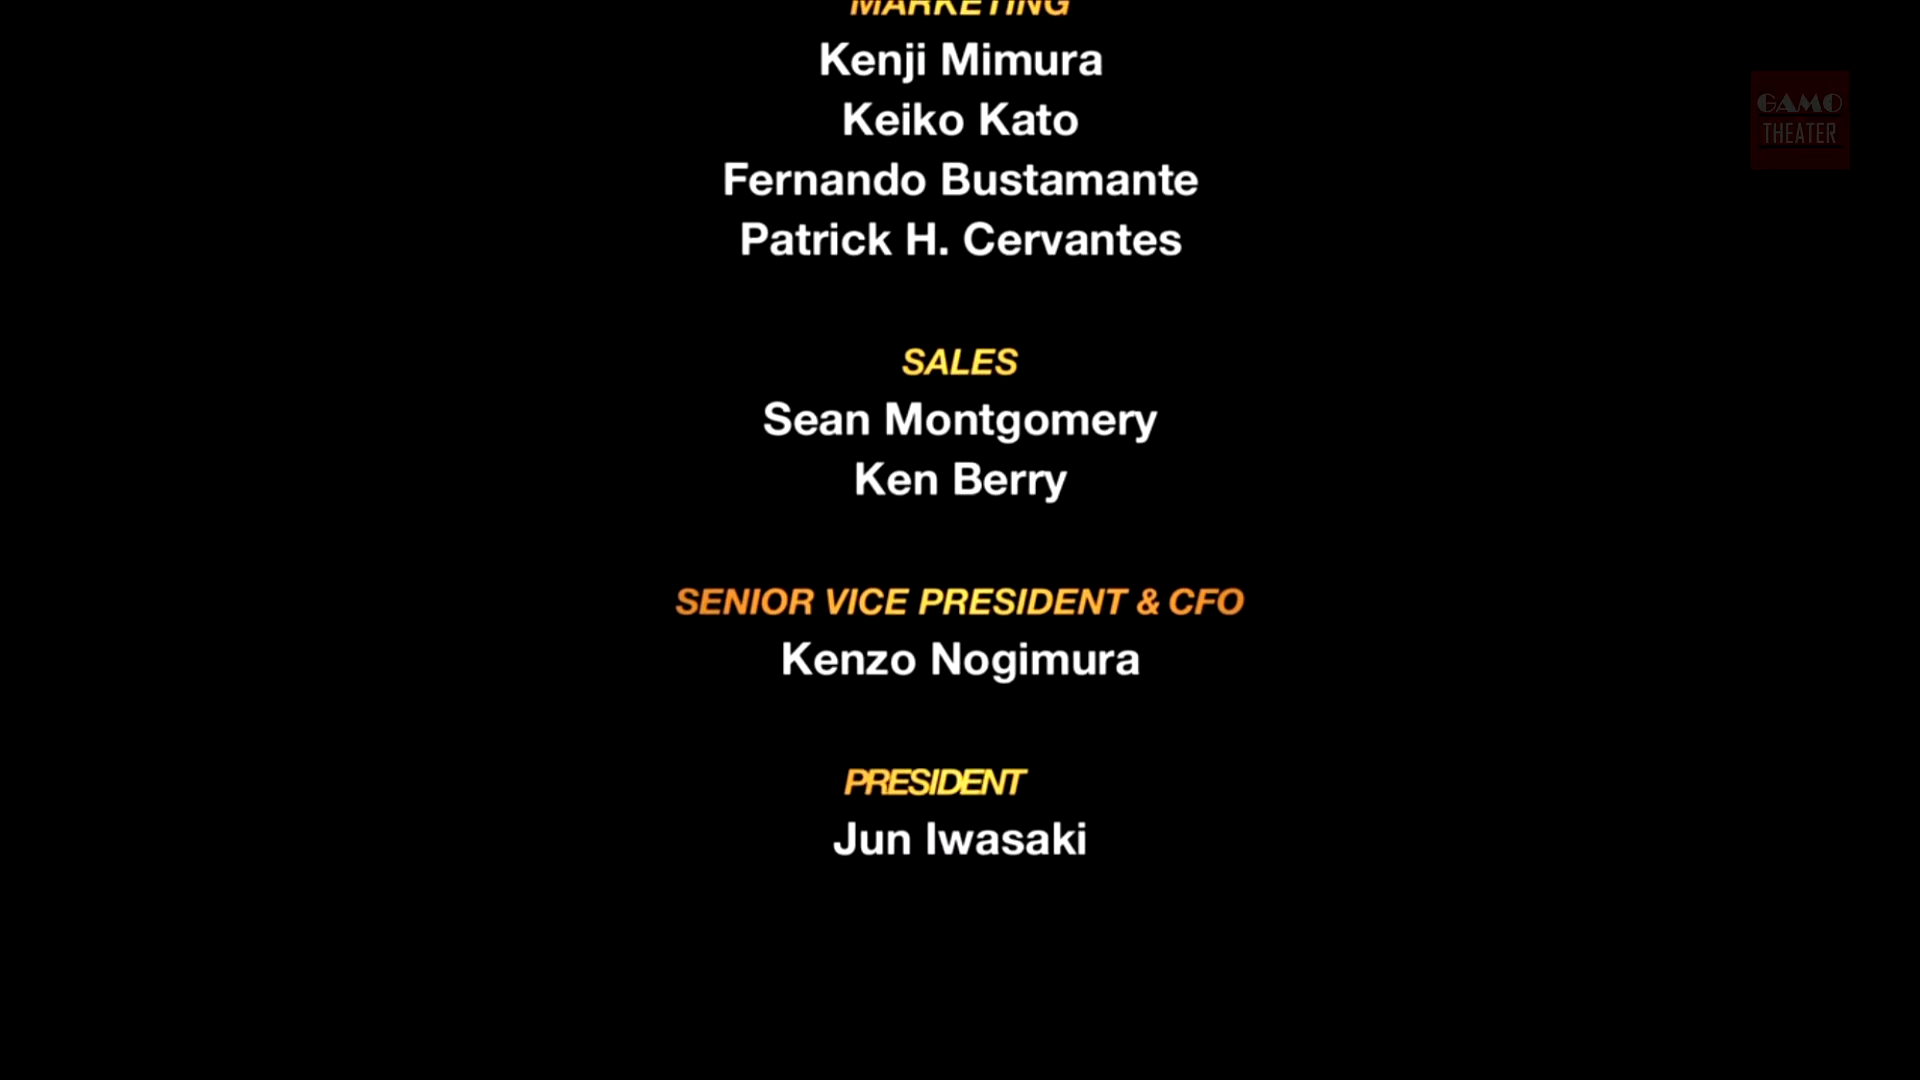 MARKETING
Kenji Mimura
Keiko Kato
Fernando Bustamante
Patrick H. Cervantes
SALES
Sean Montgomery
Ken Berry
SENIOR VICE PRESIDENT & CFO
Kenzo Nogimura
PRESIDENT
Jun Iwasaki
GAMO
THEATER